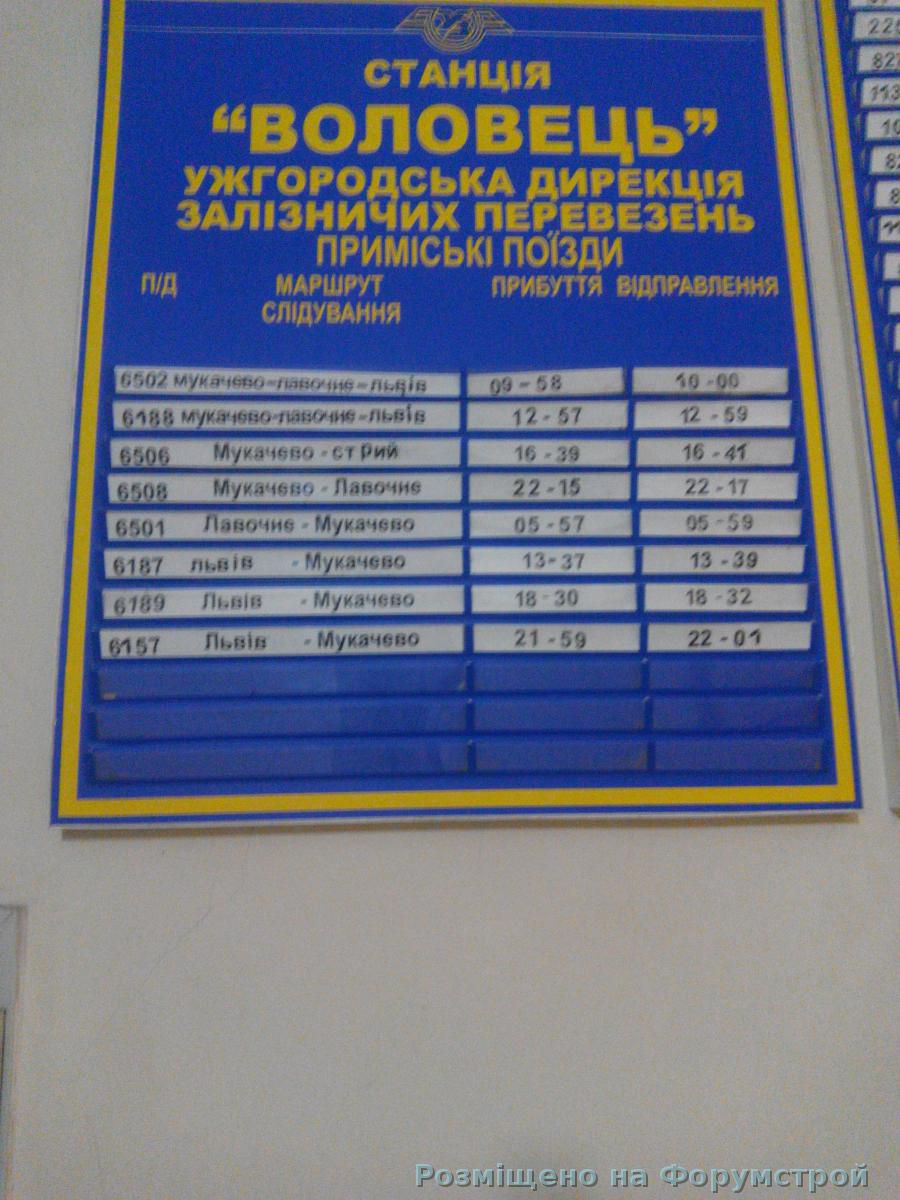 СТАНЦІЯ
“ВОЛОВЕЦЬ”
УЖГОРОДСЬКА ДИРЕКЦІЯ
ЗАЛІЗНИЧИХ ПЕРЕВЕЗЕНЬ
ПРИМІСЬКІ ПОЇЗДИ
П/Д МАРШРУТ СЛІДУВАННЯ ПРИБУТТЯ ВІДПРАВЛЕННЯ
6502 мукачево-лавочне-львів 09-58 10-00
6188 мукачево-лавочне-львів 12-57 12-59
6506 Мукачево-стрий 16-39 16-41
6508 Мукачево-Лавочне 22-15 22-17
6501 Лавочне-Мукачево 05-57 05-59
6187 львів -Мукачево 13-37 13-39
6189 Львів -Мукачево 18-30 18-32
6157 Львів -Мукачево 21-59 22-01
Розміщено на Форумстрой